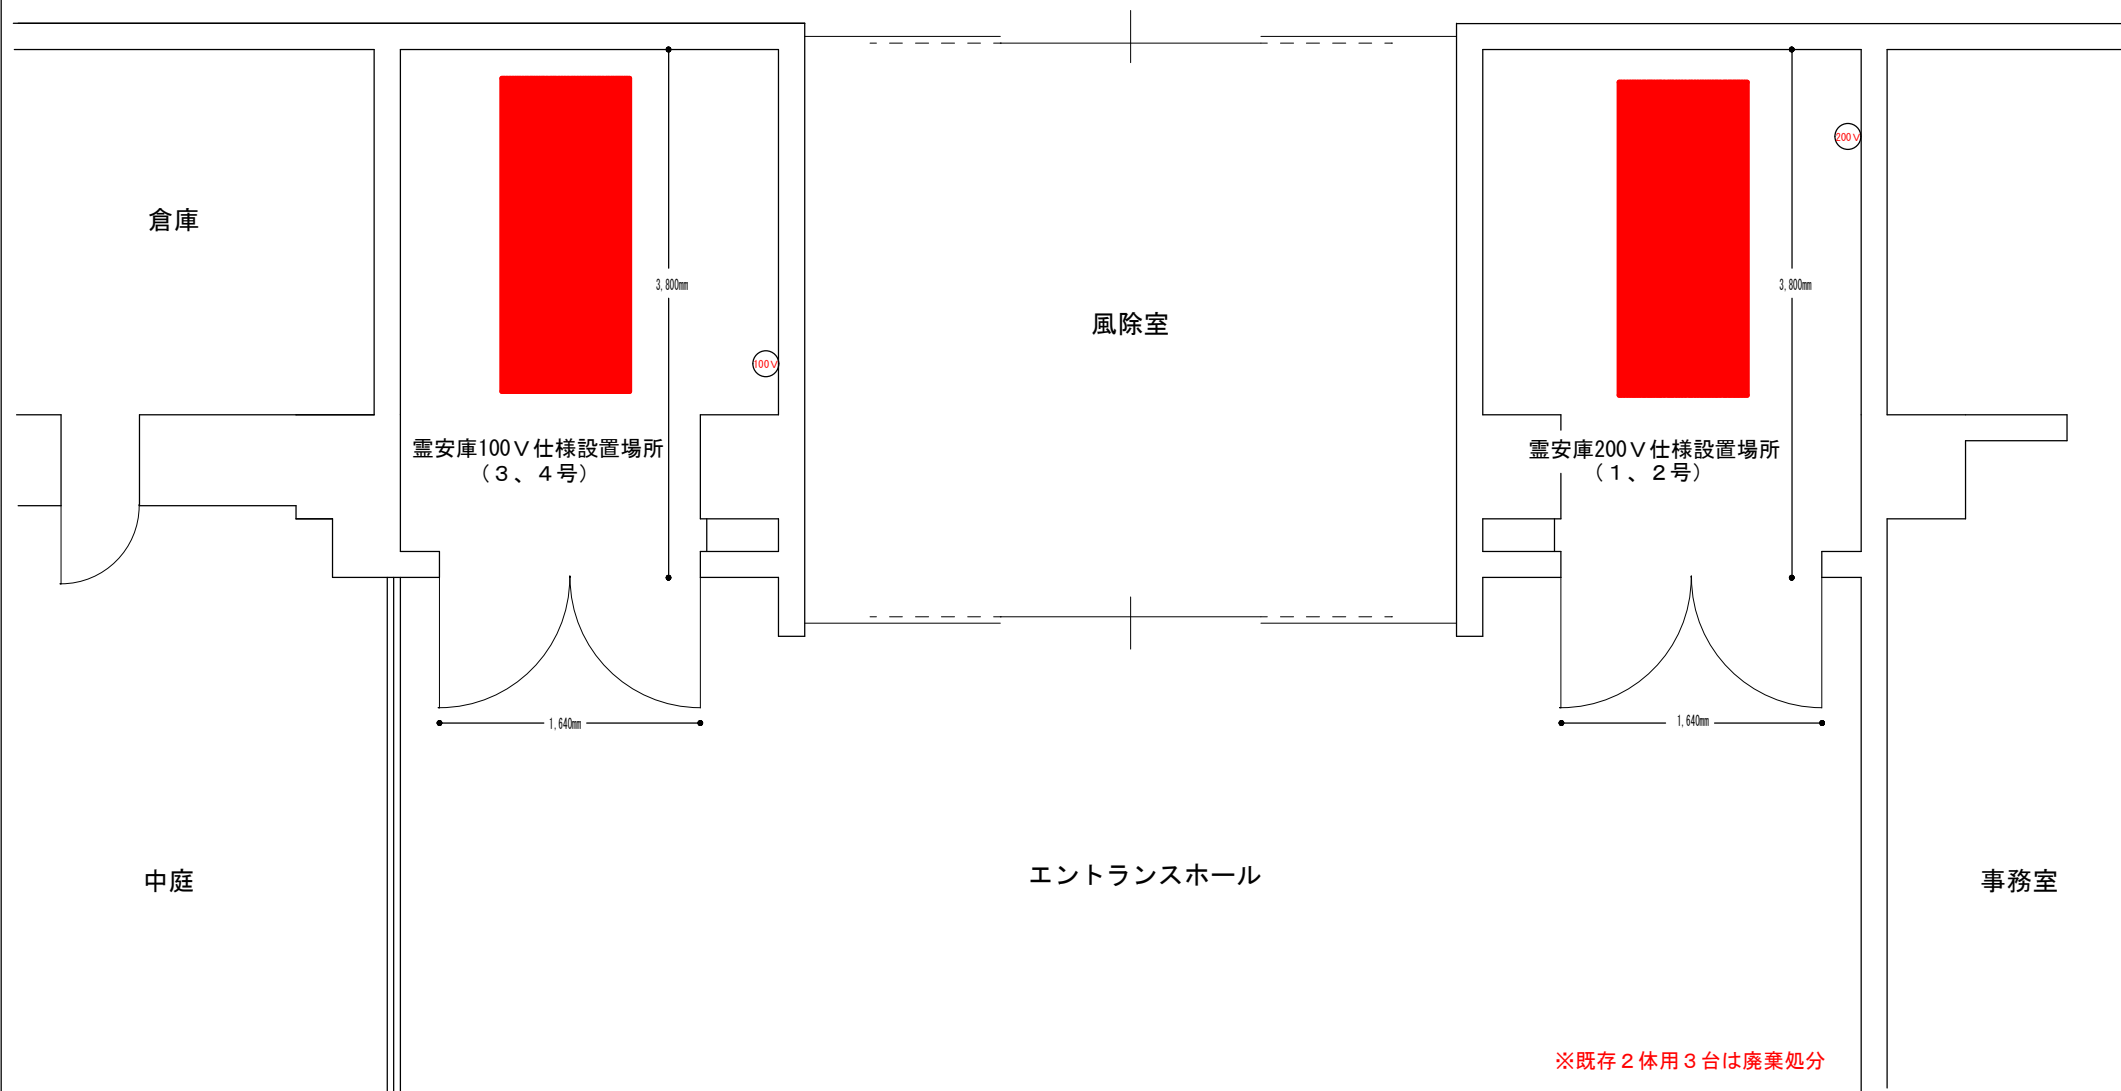 200V
倉庫
3,800mm
3,800mm
風除室
100V
霊安庫100V仕様設置場所
(3、4号)
霊安庫200V仕様設置場所
(1、2号)
1,640mm
1,640mm
中庭
エントランスホール
事務室
※既存2体用3台は廃棄処分